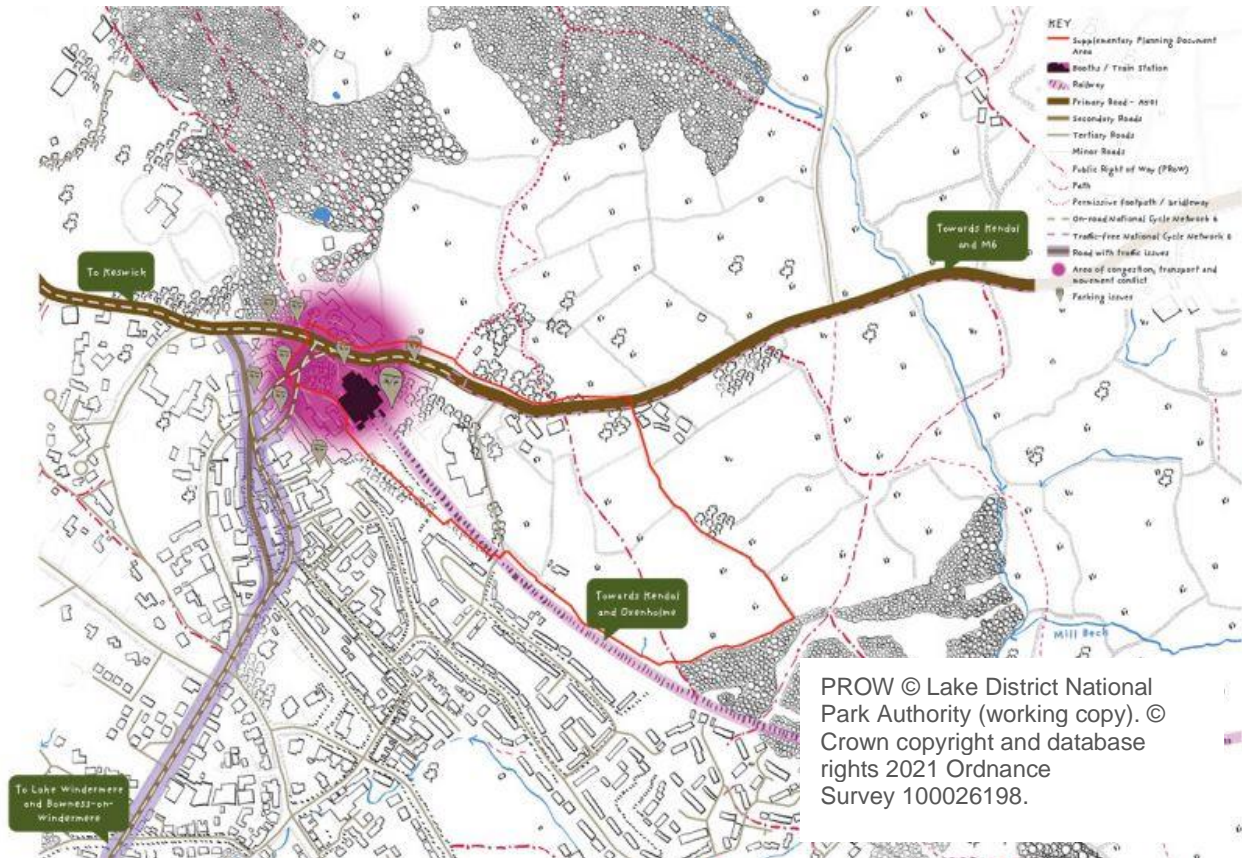 KEY
Supplementary Planning Document
Area
Booths / Train Station
Railway
Primary Road - A591
Secondary Roads
Tertiary Roads
Minor Roads
Public Right of Way (PRoW)
Path
Permissive footpath / bridleway
On-road National Cycle Network 6
Traffic-free National Cycle Network 6
Road with traffic issues
Area of congestion, transport and
movement conflict
Parking issues
Towards Kendal
and M6
To Keswick
Towards Kendal
and Oxenholme
Mill Beck
To Lake Windermere
and Bowness-on-
Windermere
PROW © Lake District National
Park Authority (working copy). ©
Crown copyright and database
rights 2021 Ordnance
Survey 100026198.